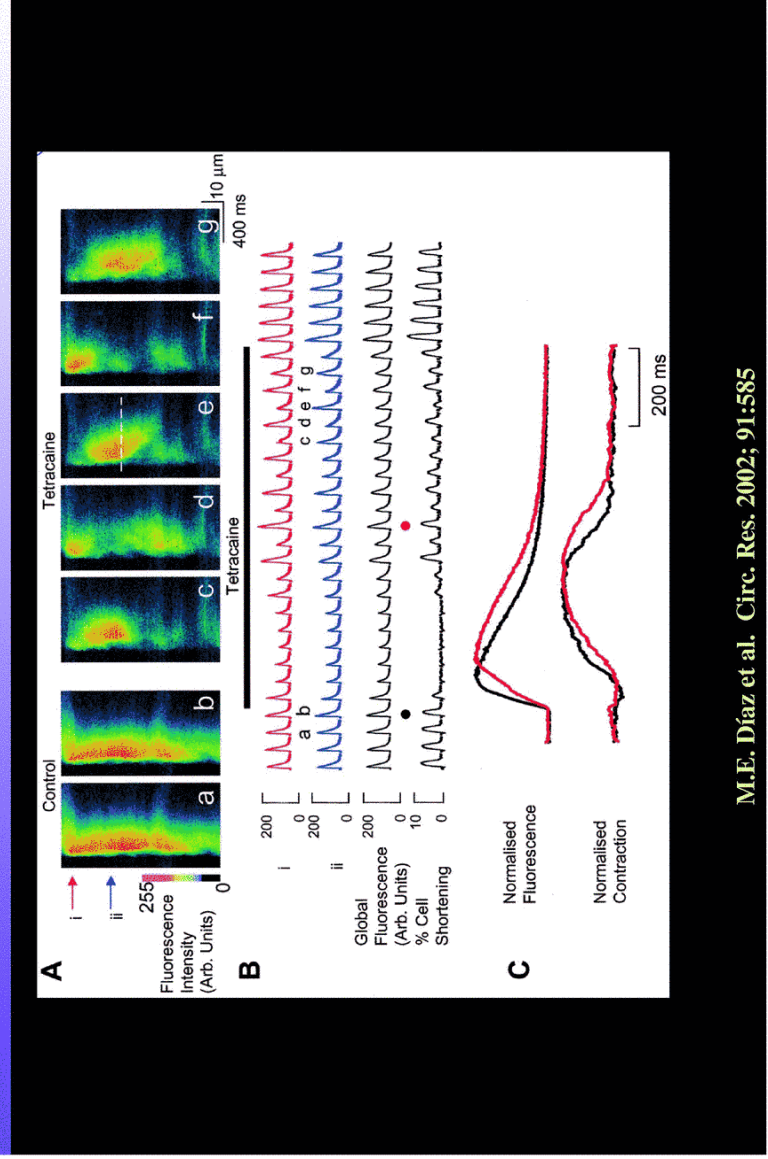 A
Control
Tetracaine
i
ii
a
b
c
d
e
f
g
255
0
Fluorescence
Intensity
(Arb. Units)
10 µm
400 ms
B
Tetracaine
200
0
i
a b
200
0
ii
c d e f g
200
0
Global
Fluorescence
(Arb. Units)
10
0
% Cell
Shortening
C
Normalised
Fluorescence
Normalised
Contraction
200 ms
M.E. Díaz et al. Circ. Res. 2002; 91:585